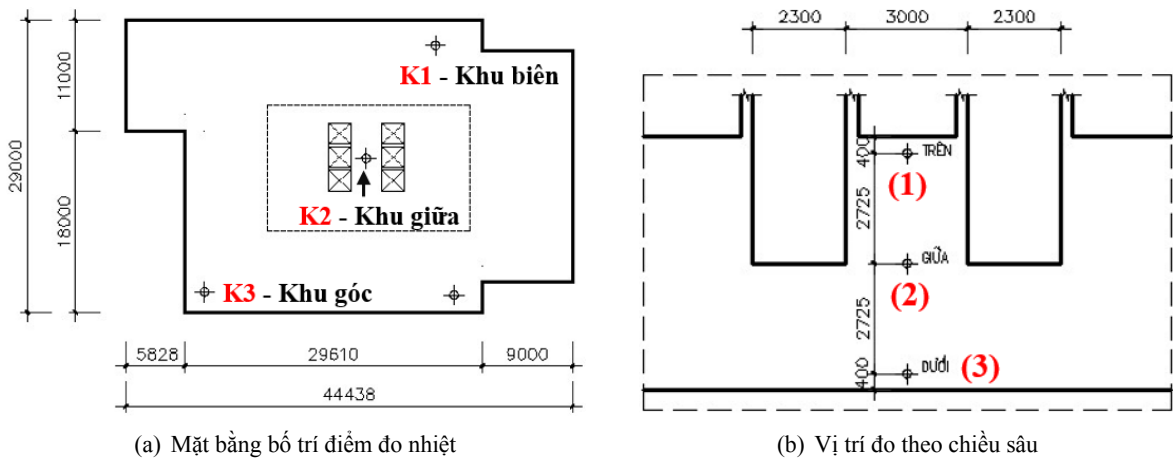 2300
3000
2300
29000
11000
18000
K1 - Khu biên
K2 - Khu giữa
K3 - Khu góc
5828
29610
9000
44438
400
TRÊN
(1)
2725
GIỮA
(2)
2725
DƯỚI
(3)
400
(a) Mặt bằng bố trí điểm đo nhiệt
(b) Vị trí đo theo chiều sâu